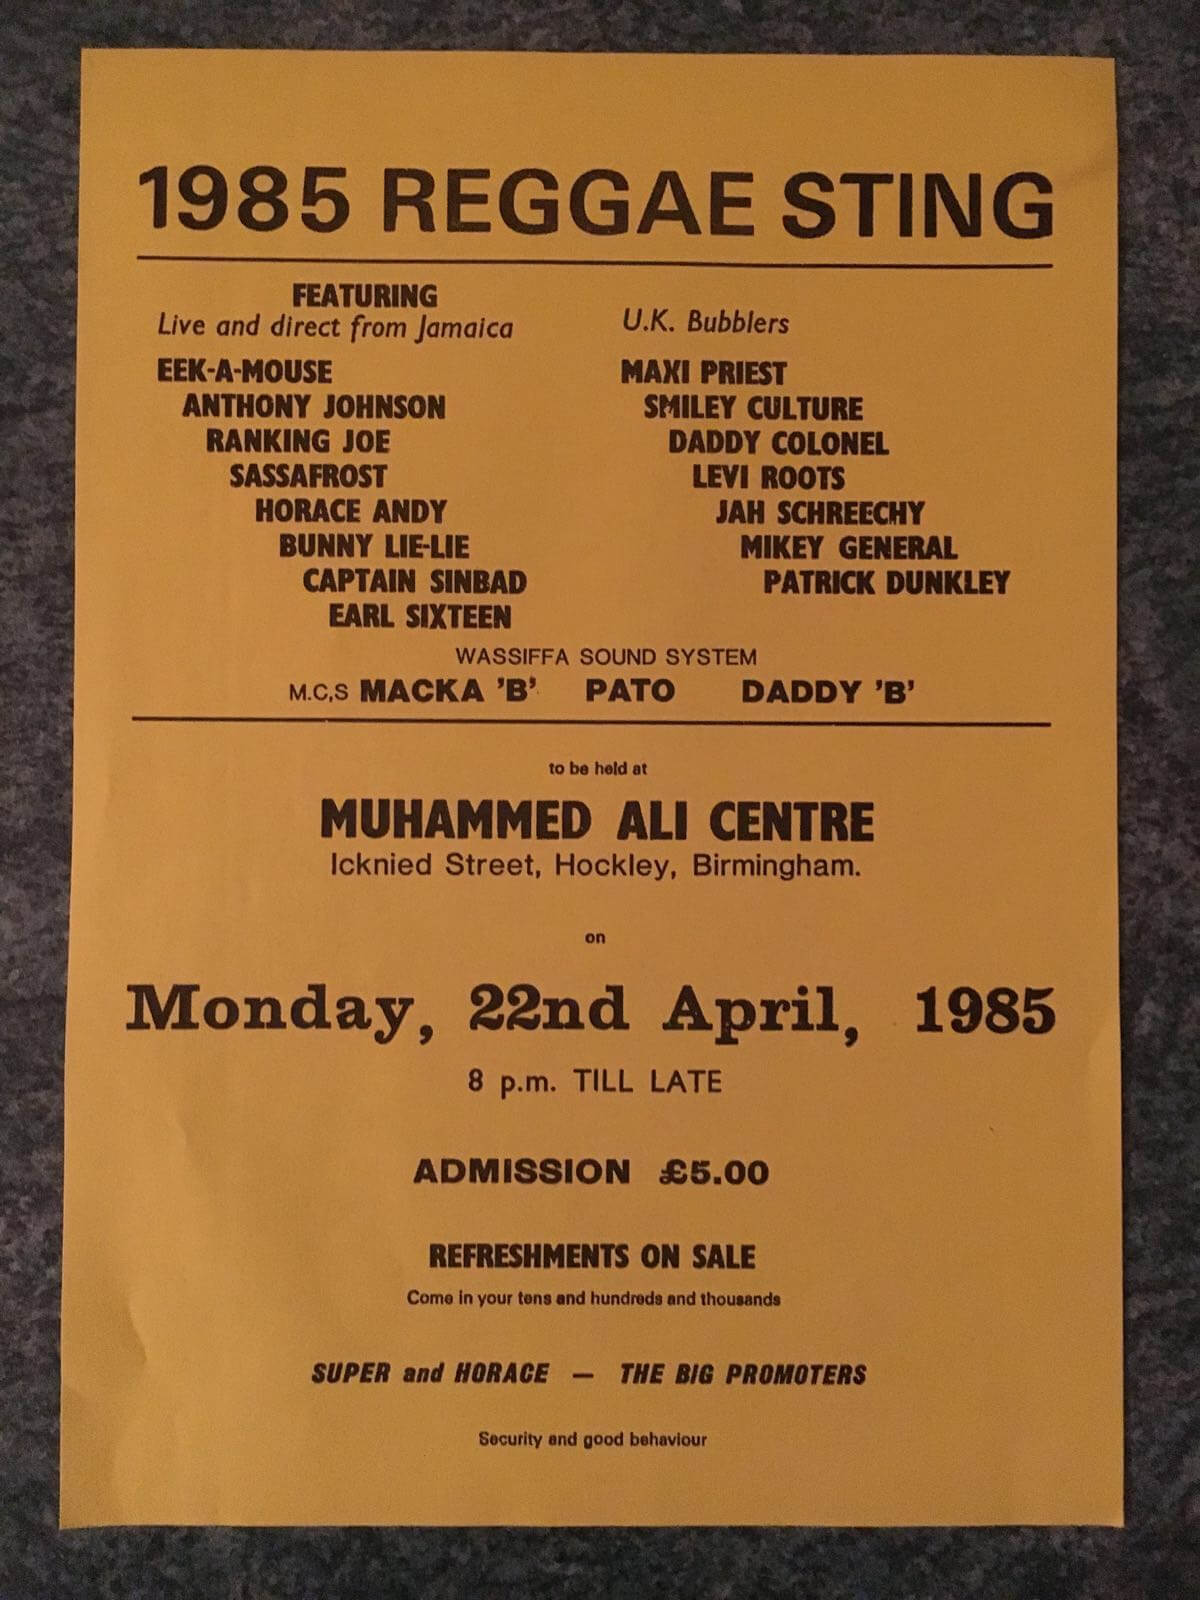 1985 REGGAE STING
FEATURING
Live and direct from Jamaica
EEK-A-MOUSE
ANTHONY JOHNSON
RANKING JOE
SASSAFROST
HORACE ANDY
BUNNY LIE-LIE
CAPTAIN SINBAD
EARL SIXTEEN
U.K. Bubblers
MAXI PRIEST
SMILEY CULTURE
DADDY COLONEL
LEVI ROOTS
JAH SCHREECHY
MIKEY GENERAL
PATRICK DUNKLEY
WASSIFFA SOUND SYSTEM
M.C,S MACKA 'B' PATO DADDY 'B'
to be held at
MUHAMMED ALI CENTRE
Icknied Street, Hockley, Birmingham.
on
Monday, 22nd April, 1985
8 p.m. TILL LATE
ADMISSION £5.00
REFRESHMENTS ON SALE
Come in your tens and hundreds and thousands
SUPER and HORACE — THE BIG PROMOTERS
Security and good behaviour